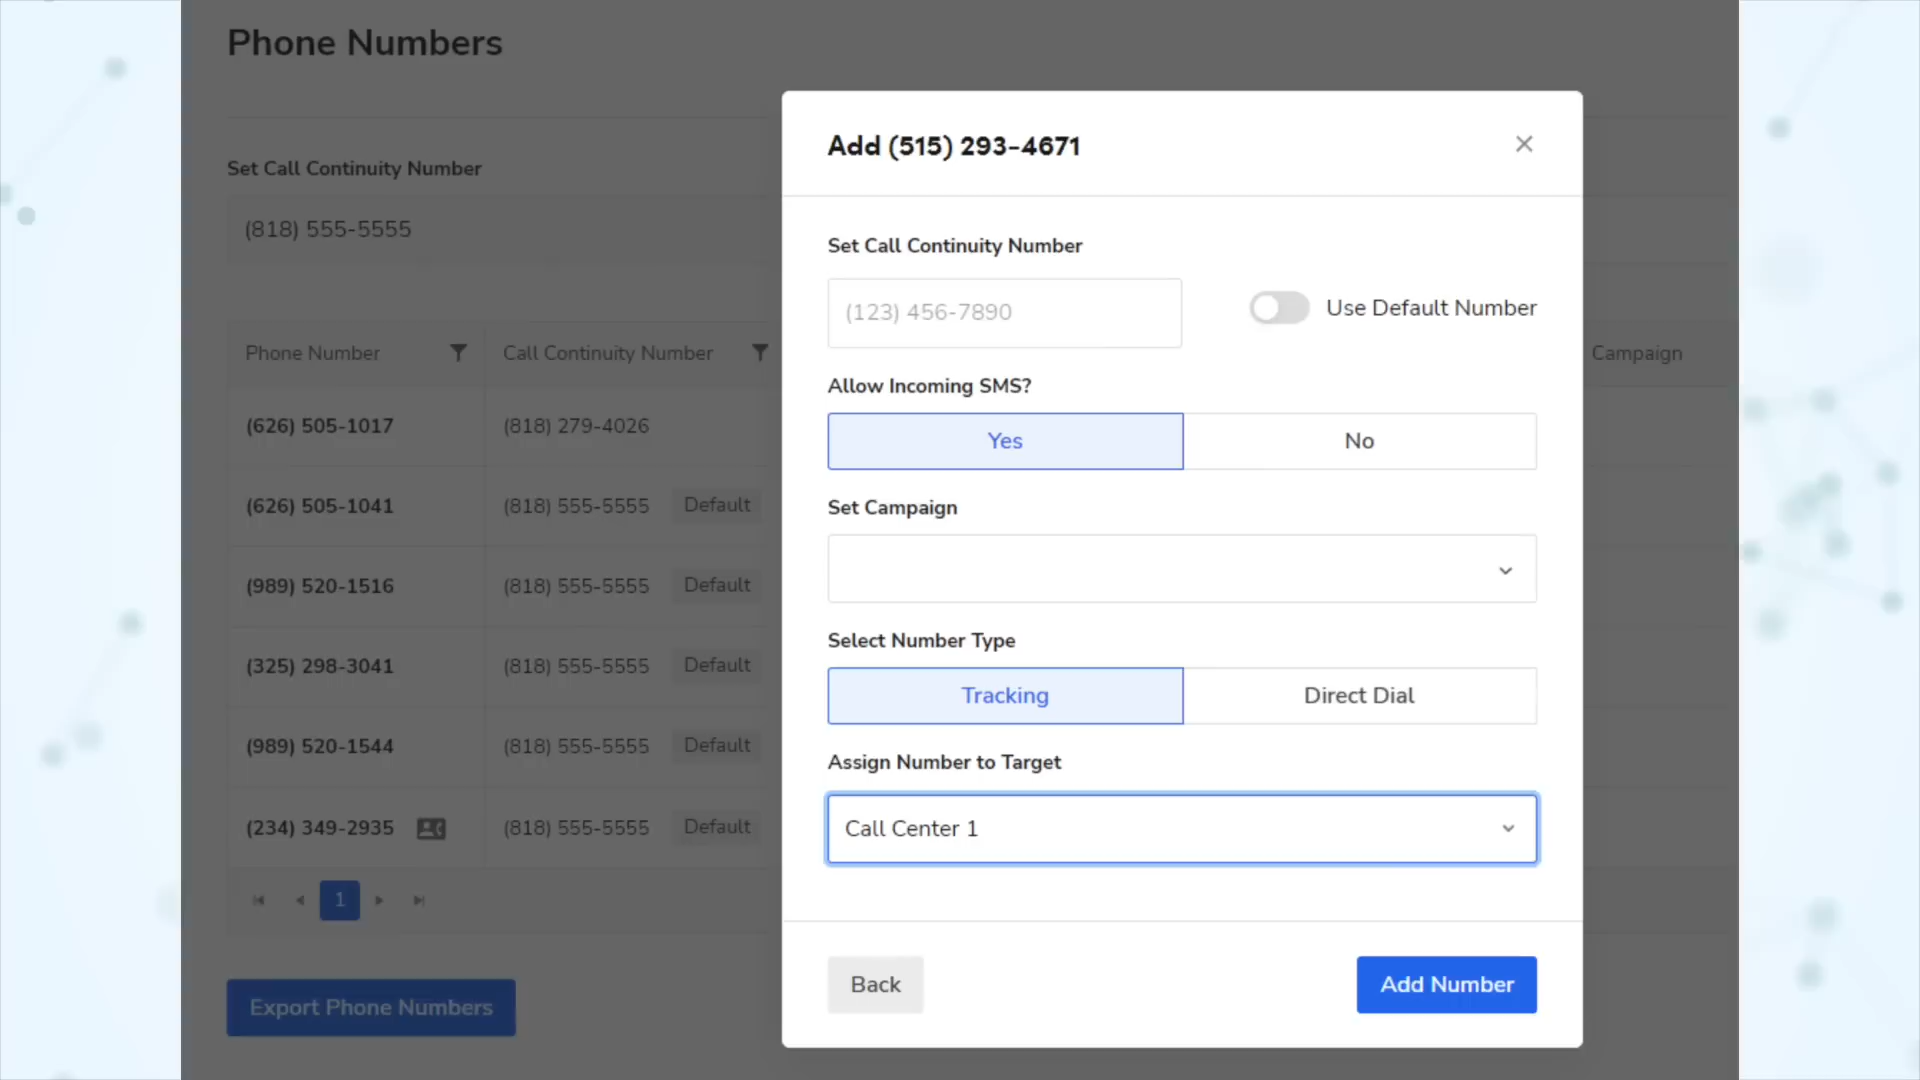 Phone Numbers
Set Call Continuity Number
(818) 555-5555
Phone Number Call Continuity Number Campaign
(626) 505-1017 (818) 279-4026
(626) 505-1041 (818) 555-5555 Default
(989) 520-1516 (818) 555-5555 Default
(325) 298-3041 (818) 555-5555 Default
(989) 520-1544 (818) 555-5555 Default
(234) 349-2935 (818) 555-5555 Default
1
Export Phone Numbers
Add (515) 293-4671
Set Call Continuity Number
(123) 456-7890 Use Default Number
Allow Incoming SMS?
Yes No
Set Campaign
Select Number Type
Tracking Direct Dial
Assign Number to Target
Call Center 1
Back Add Number